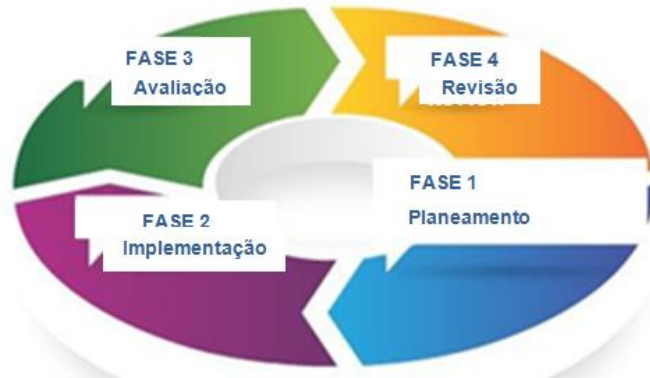 FASE 3
Avaliação
FASE 4
Revisão
FASE 1
Planeamento
FASE 2
Implementação